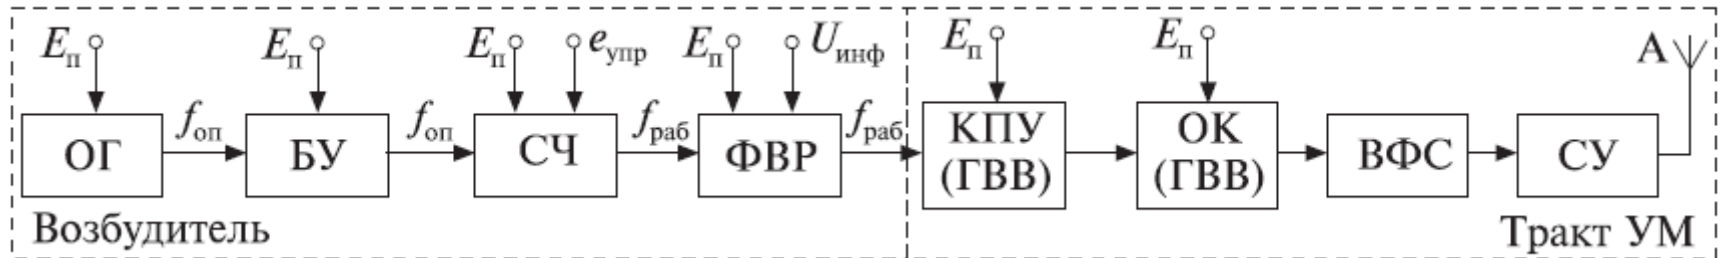 Eп Eп Eп eупр Eп Uинф Eп Eп А
fоп fоп fраб fраб
ОГ БУ СЧ ФВР КПУ (ГВВ) ОК (ГВВ) ВФС СУ
Возбудитель Тракт УМ